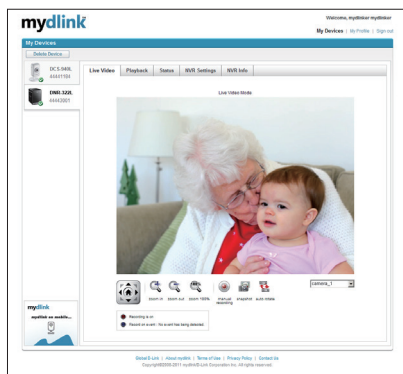 mydlink
Welcome, mydlinker mydlinker
My Devices | My Profile | Sign out
My Devices
Delete Device
DCS-940L
44441184
DNR-322L
44442001
Live Video
Playback
Status
NVR Settings
NVR Info
Live Video Mode
zoom in
zoom out
zoom 100%
manual recording
snapshot
auto rotate
camera_1
Recording is on
Record on event : No event has being detected.
mydlink
mydlink on mobile...
Global D-Link | About mydlink | Terms of Use | Privacy Policy | Contact Us
Copyright©2009-2011 mydlink/D-Link Corporation Inc. All rights reserved.